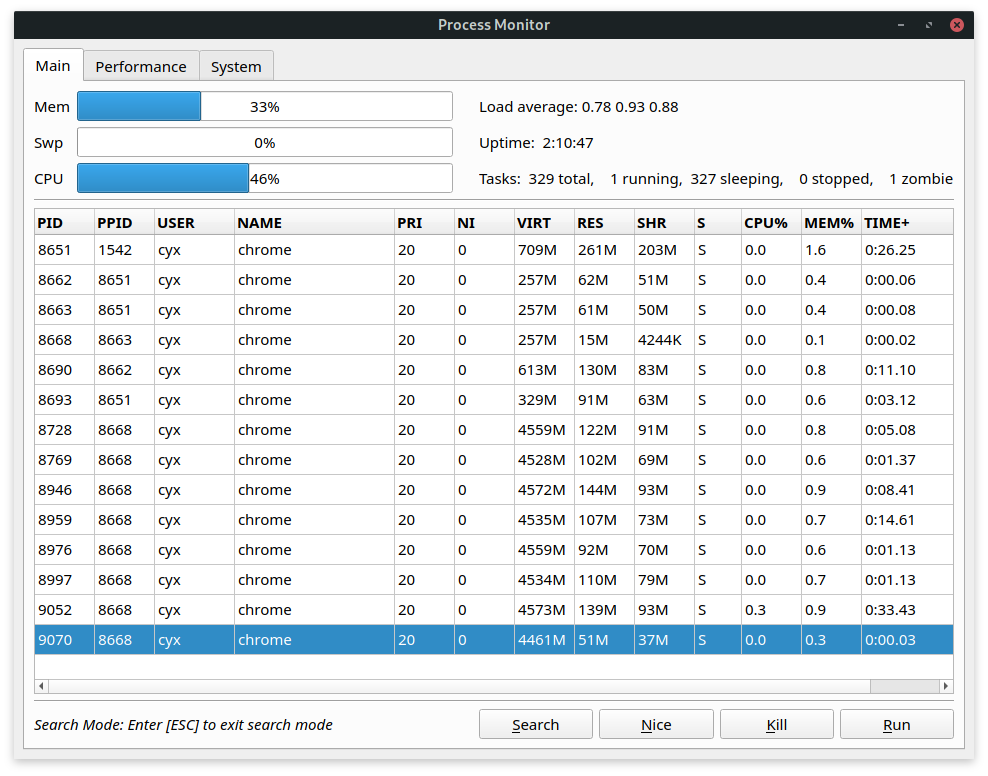 Process Monitor
Main Performance System
Mem 33% Load average: 0.78 0.93 0.88
Swp 0% Uptime: 2:10:47
CPU 46% Tasks: 329 total, 1 running, 327 sleeping, 0 stopped, 1 zombie
PID PPID USER NAME PRI NI VIRT RES SHR S CPU% MEM% TIME+
8651 1542 cyx chrome 20 0 709M 261M 203M S 0.0 1.6 0:26.25
8662 8651 cyx chrome 20 0 257M 62M 51M S 0.0 0.4 0:00.06
8663 8651 cyx chrome 20 0 257M 61M 50M S 0.0 0.4 0:00.08
8668 8663 cyx chrome 20 0 257M 15M 4244K S 0.0 0.1 0:00.02
8690 8662 cyx chrome 20 0 613M 130M 83M S 0.0 0.8 0:11.10
8693 8651 cyx chrome 20 0 329M 91M 63M S 0.0 0.6 0:03.12
8728 8668 cyx chrome 20 0 4559M 122M 91M S 0.0 0.8 0:05.08
8769 8668 cyx chrome 20 0 4528M 102M 69M S 0.0 0.6 0:01.37
8946 8668 cyx chrome 20 0 4572M 144M 93M S 0.0 0.9 0:08.41
8959 8668 cyx chrome 20 0 4535M 107M 73M S 0.0 0.7 0:14.61
8976 8668 cyx chrome 20 0 4559M 92M 70M S 0.0 0.6 0:01.13
8997 8668 cyx chrome 20 0 4534M 110M 79M S 0.0 0.7 0:01.13
9052 8668 cyx chrome 20 0 4573M 139M 93M S 0.3 0.9 0:33.43
9070 8668 cyx chrome 20 0 4461M 51M 37M S 0.0 0.3 0:00.03
Search Mode: Enter [ESC] to exit search mode Search Nice Kill Run